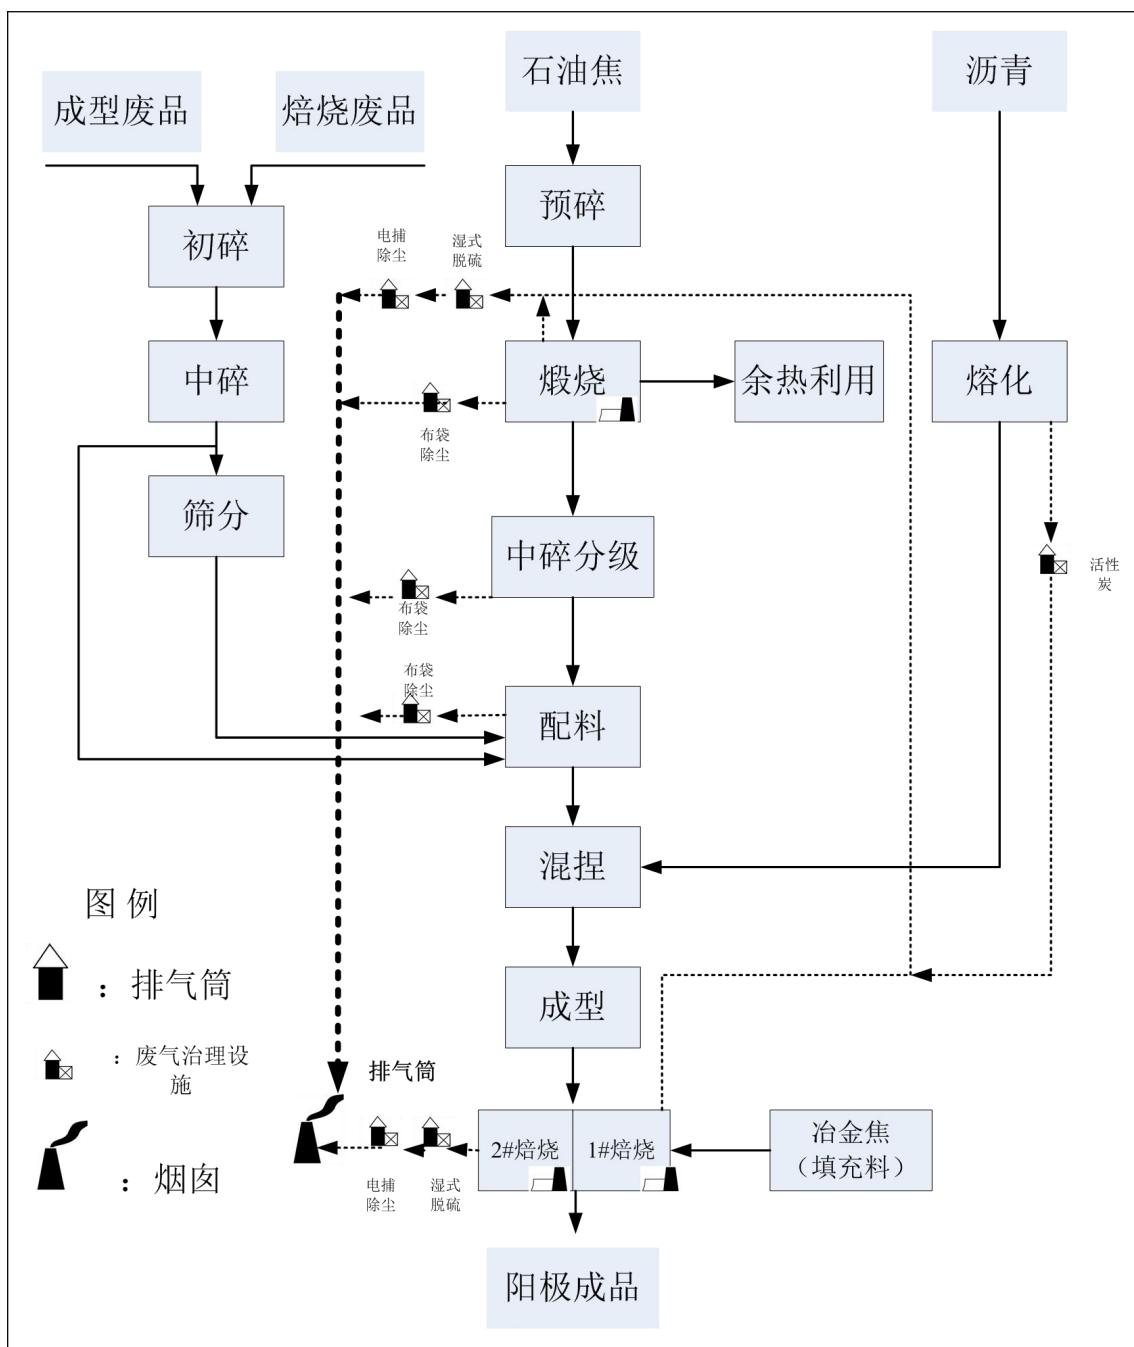 石油焦
沥青
成型废品
焙烧废品
预碎
初碎
电捕
除尘
湿式
脱硫
中碎
煅烧
余热利用
熔化
布袋
除尘
筛分
中碎分级
活性
炭
布袋
除尘
布袋
除尘
配料
混捏
图 例
：排气筒
成型
：废气治理设
施
排气筒
2#焙烧
1#焙烧
冶金焦
（填充料）
：烟囱
电捕
除尘
湿式
脱硫
阳极成品